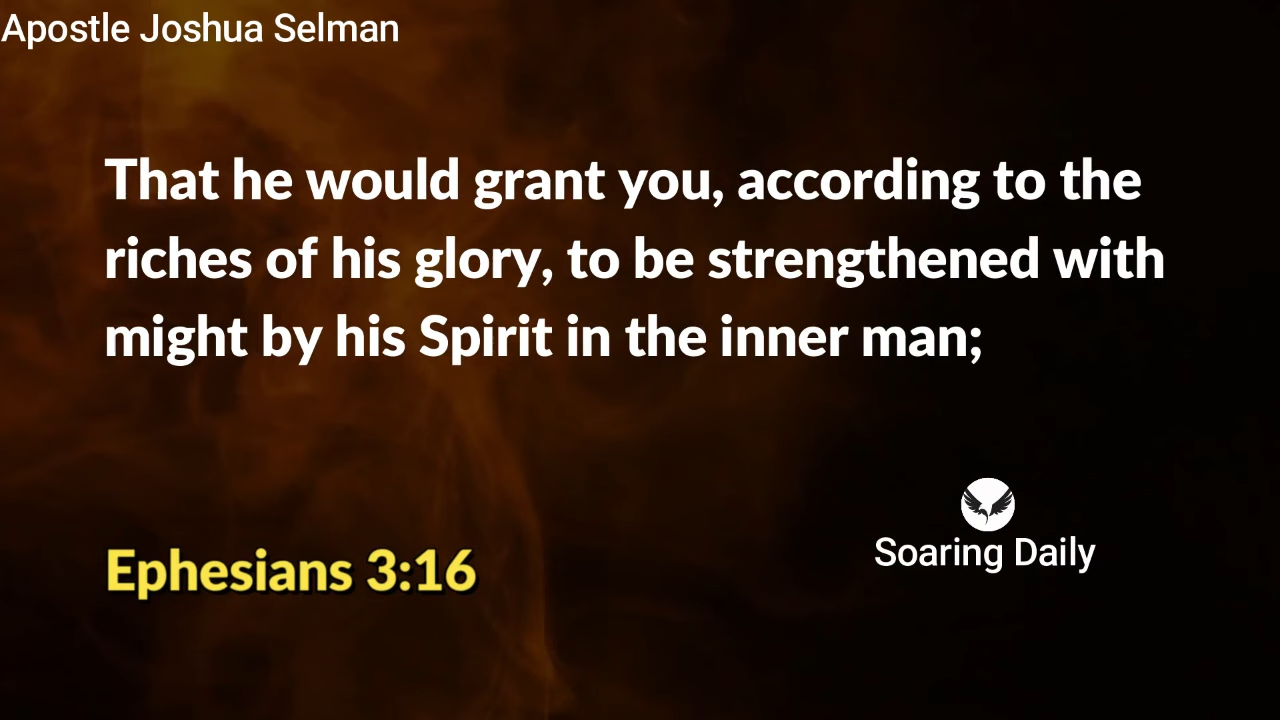 Apostle Joshua Selman
That he would grant you, according to the
riches of his glory, to be strengthened with
might by his Spirit in the inner man;
Soaring Daily
Ephesians 3:16